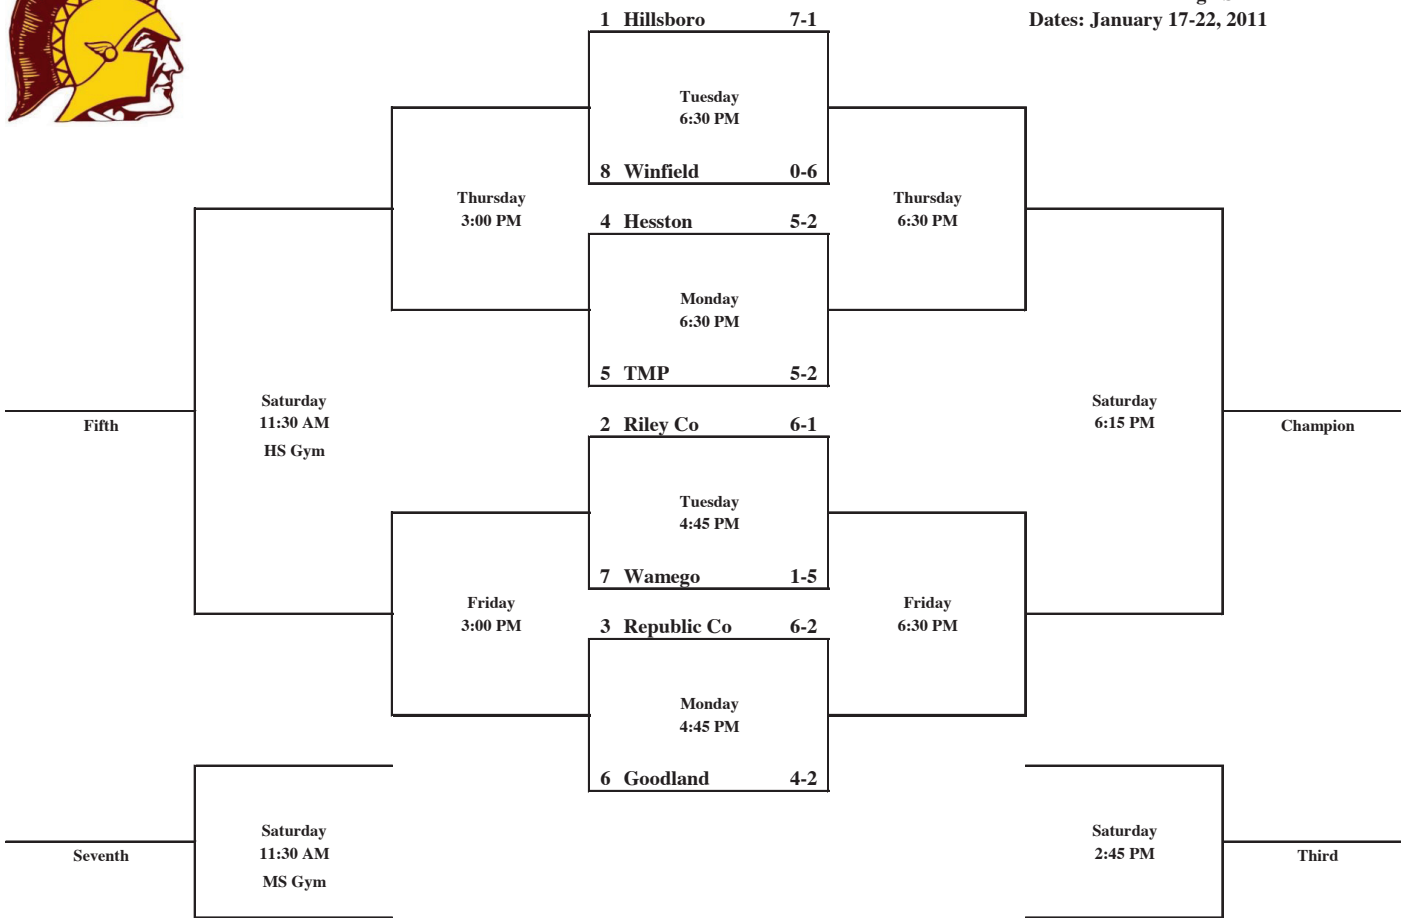 Dates: January 17-22, 2011
1 Hillsboro 7-1
Tuesday
6:30 PM
8 Winfield 0-6
Thursday
3:00 PM
Thursday
6:30 PM
4 Hesston 5-2
Monday
6:30 PM
5 TMP 5-2
Saturday
11:30 AM
HS Gym
Fifth
Saturday
6:15 PM
Champion
2 Riley Co 6-1
Tuesday
4:45 PM
7 Wamego 1-5
Friday
3:00 PM
Friday
6:30 PM
3 Republic Co 6-2
Monday
4:45 PM
6 Goodland 4-2
Saturday
11:30 AM
MS Gym
Seventh
Saturday
2:45 PM
Third